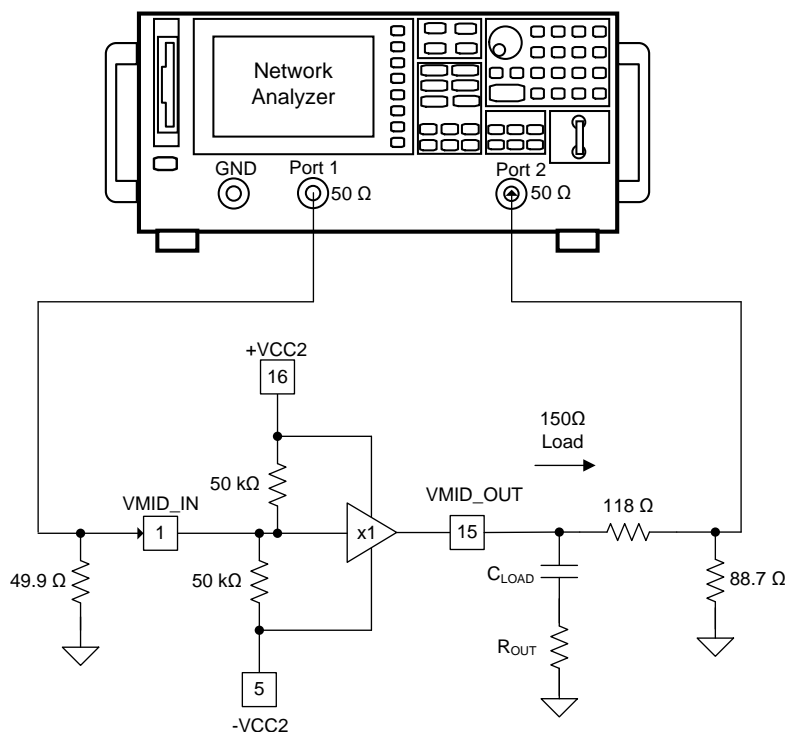 Network
Analyzer
GND
Port 1
50 Ω
Port 2
50 Ω
+VCC2
16
150Ω
Load
50 kΩ
VMID_IN
1
x1
VMID_OUT
15
118 Ω
49.9 Ω
50 kΩ
CLOAD
88.7 Ω
ROUT
5
-VCC2